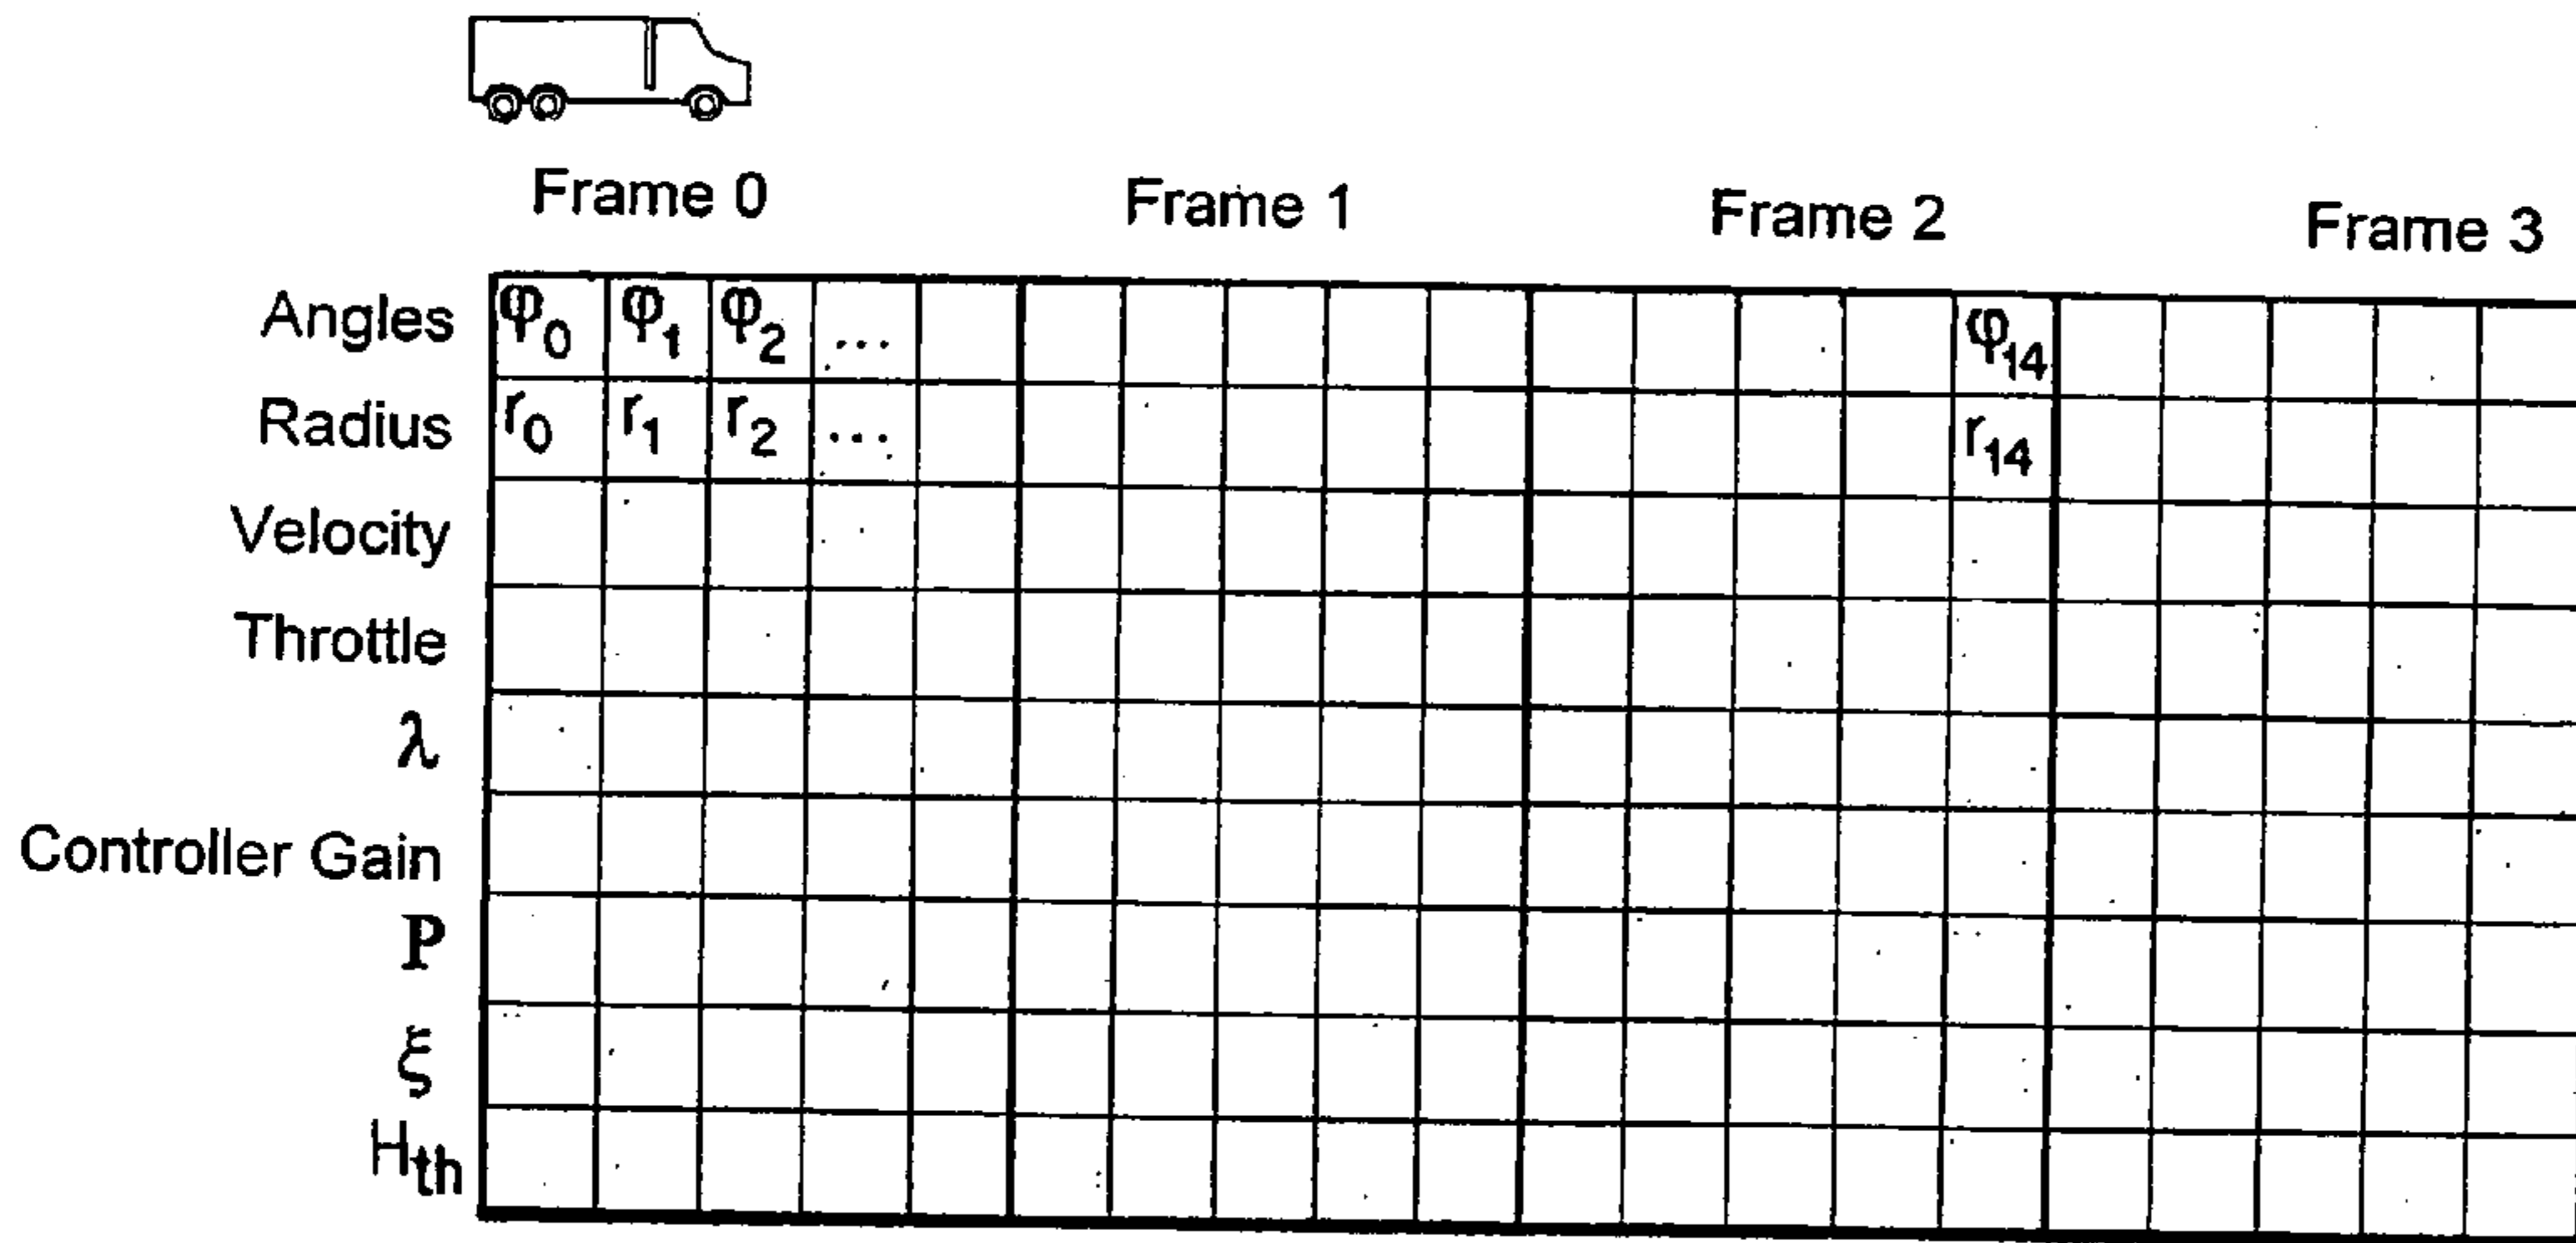 Frame 0 Frame 1 Frame 2 Frame 3
Angles φ0 φ1 φ2 ... φ14
Radius r0 r1 r2 ... r14
Velocity
Throttle
λ
Controller Gain
P
ξ
Hth